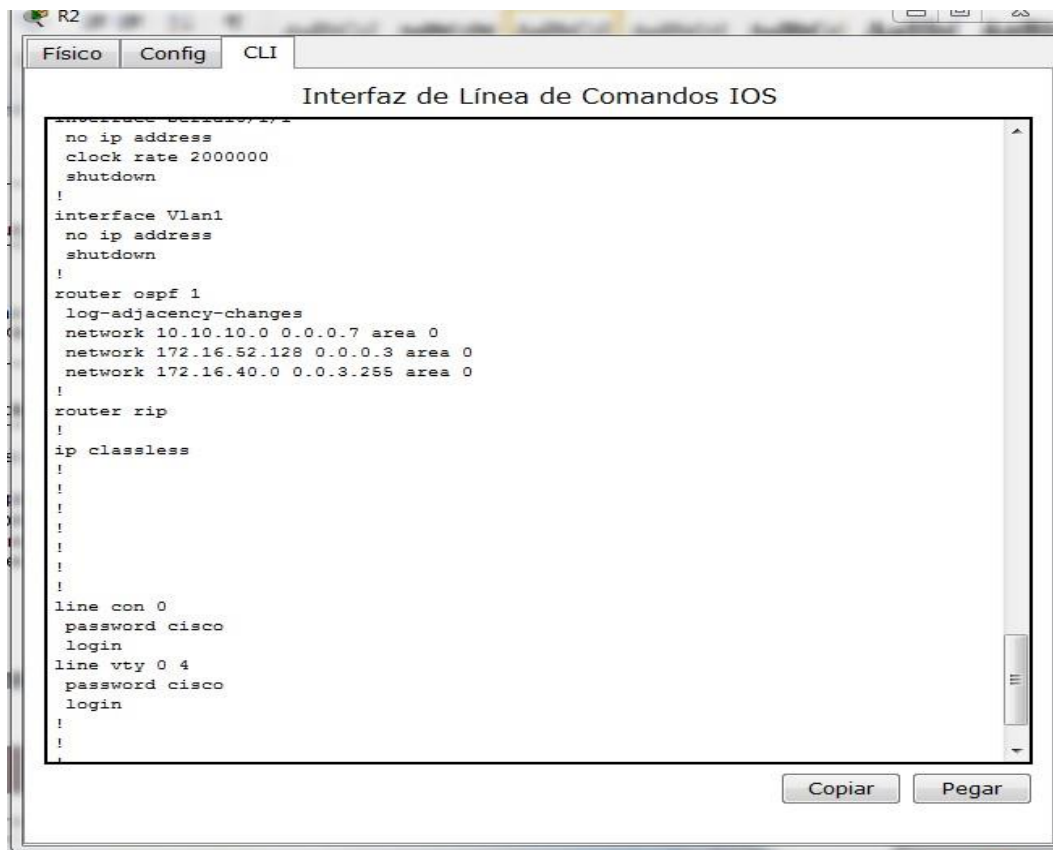 R2
Físico Config CLI
Interfaz de Línea de Comandos IOS
interface Serial0/1/1
no ip address
clock rate 2000000
shutdown
!
interface Vlan1
no ip address
shutdown
!
router ospf 1
log-adjacency-changes
network 10.10.10.0 0.0.0.7 area 0
network 172.16.52.128 0.0.0.3 area 0
network 172.16.40.0 0.0.3.255 area 0
!
router rip
!
ip classless
!
!
!
!
!
!
!
line con 0
password cisco
login
line vty 0 4
password cisco
login
!
!
!
Copiar Pegar